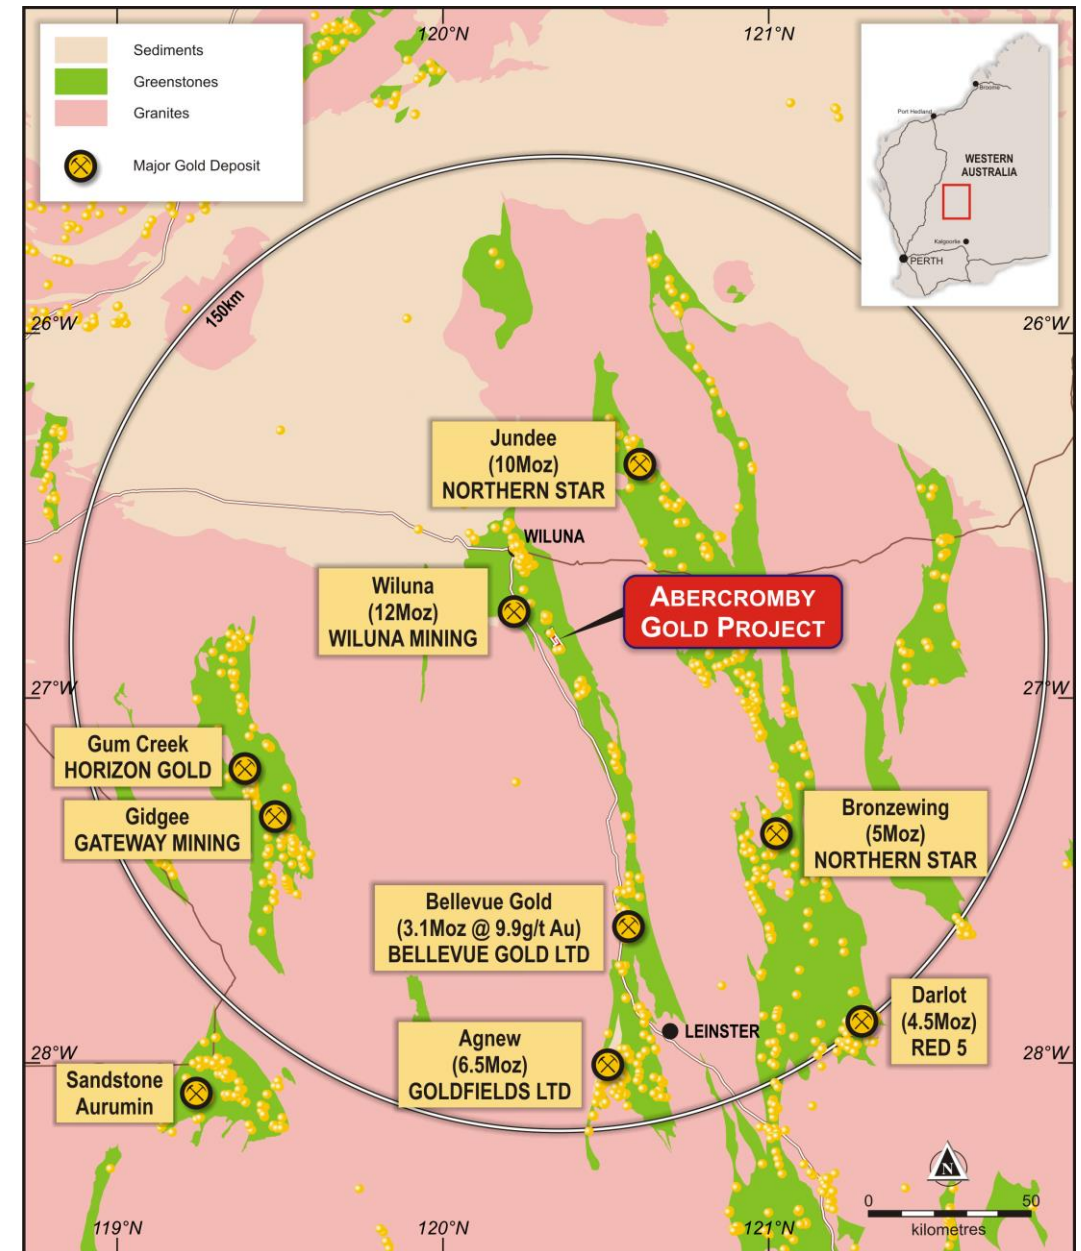 120°N
121°N
Sediments
Greenstones
Granites
Major Gold Deposit
Broome
Port Hedland
WESTERN
AUSTRALIA
Kalgoorlie
PERTH
150km
26°W
26°W
Jundee
(10Moz)
NORTHERN STAR
WILUNA
Wiluna
(12Moz)
WILUNA MINING
ABERCROMBY
GOLD PROJECT
27°W
27°W
Gum Creek
HORIZON GOLD
Gidgee
GATEWAY MINING
Bronzewing
(5Moz)
NORTHERN STAR
Bellevue Gold
(3.1Moz @ 9.9g/t Au)
BELLEVUE GOLD LTD
Darlot
(4.5Moz)
RED 5
LEINSTER
Agnew
(6.5Moz)
GOLDFIELDS LTD
28°W
28°W
Sandstone
Aurumin
N
0
50
kilometres
119°N
120°N
121°N